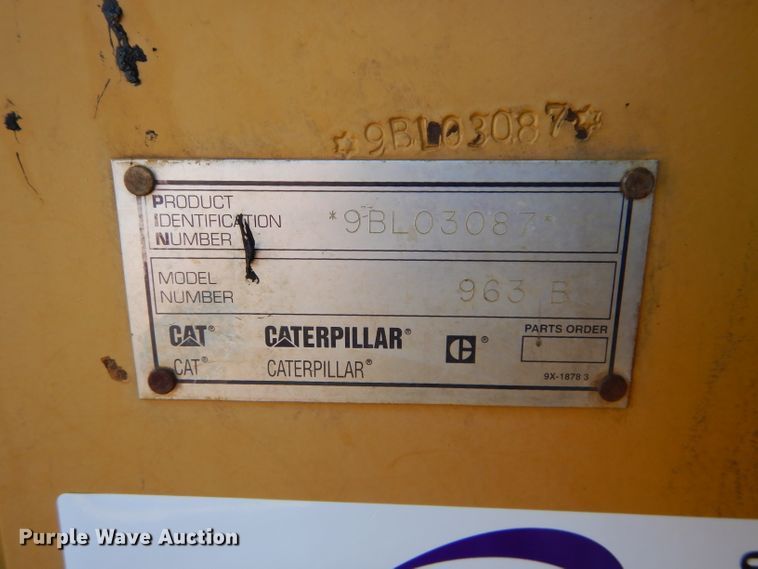 *9BL03087*
PRODUCT
IDENTIFICATION
NUMBER
*9BL03087*
MODEL
NUMBER
963 B
CAT® CATERPILLAR® C®
CAT® CATERPILLAR®
PARTS ORDER
9X-1878 3
Purple Wave Auction